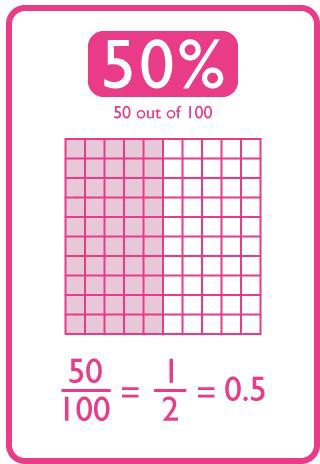 50%
50 out of 100
50/100 = 1/2 = 0.5